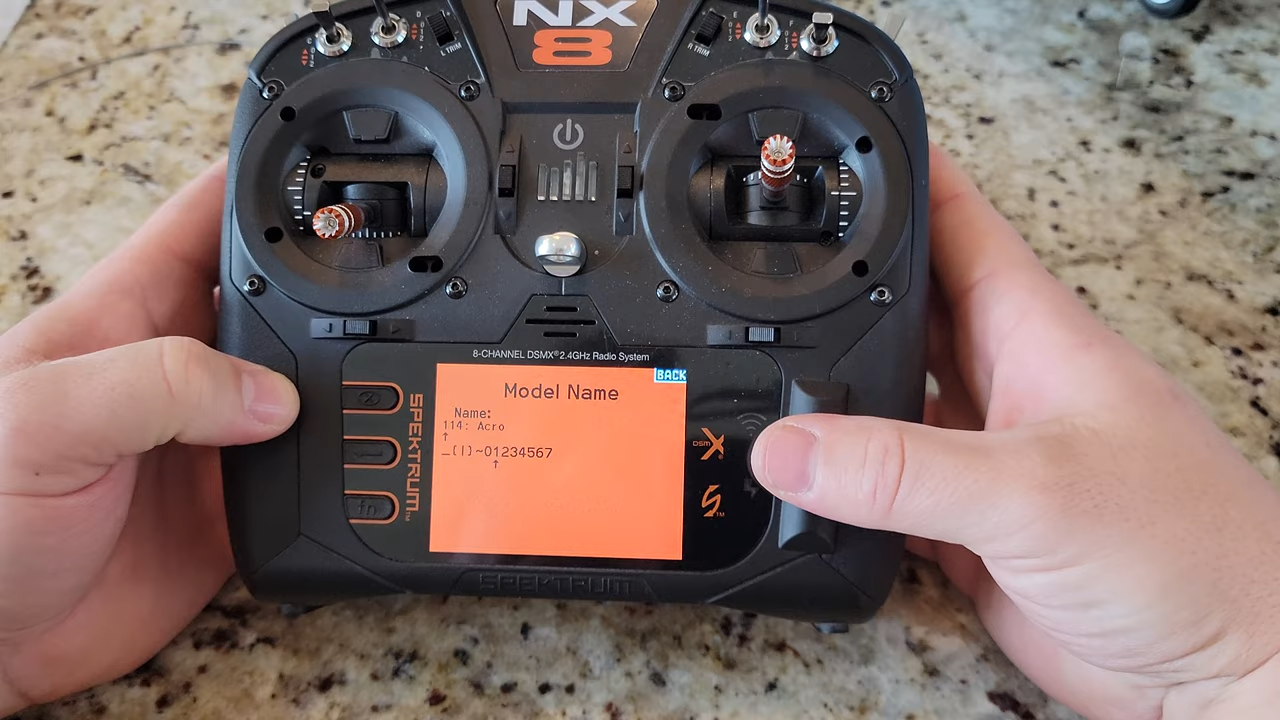 NX
8
L TRIM
R TRIM
8-CHANNEL DSMX® 2.4GHz Radio System
BACK
Model Name
Name:
114: Acro
↑
_(|)~01234567
↑
SPEKTRUM™
fn
DSM X
SPEKTRUM